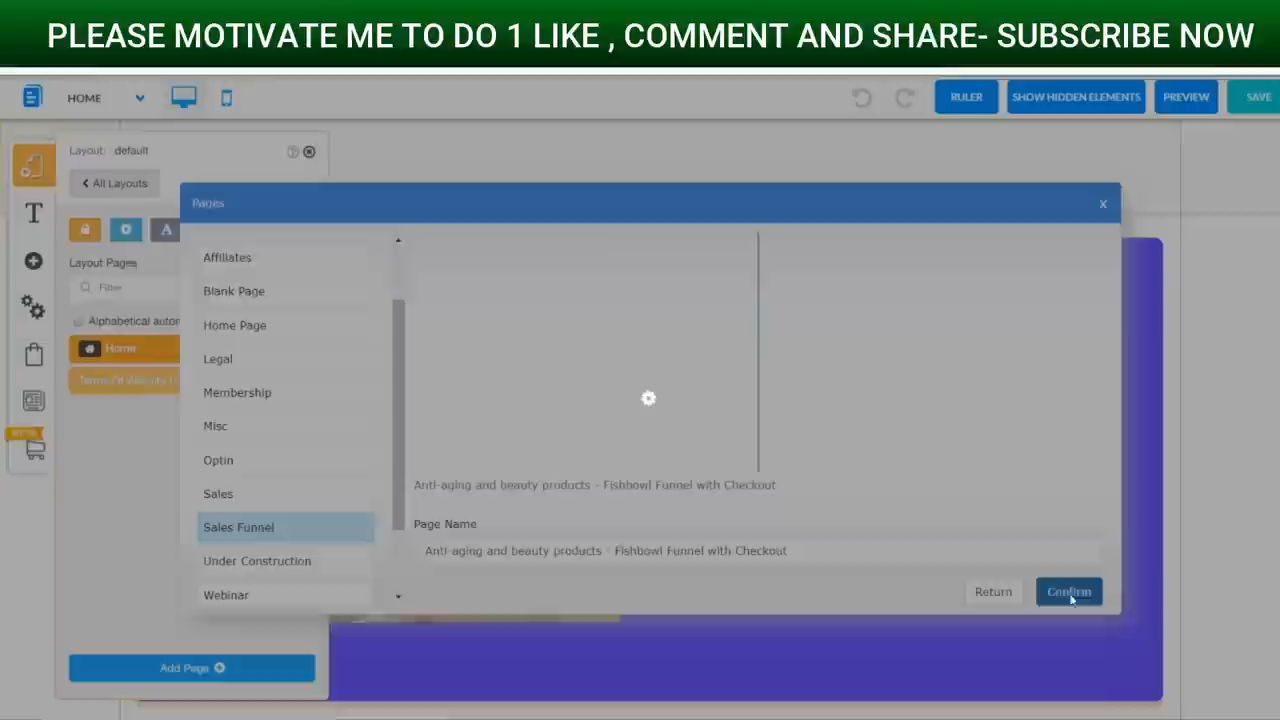 PLEASE MOTIVATE ME TO DO 1 LIKE , COMMENT AND SHARE- SUBSCRIBE NOW
HOME
RULER
SHOW HIDDEN ELEMENTS
PREVIEW
SAVE
Layout: default
All Layouts
Pages
x
A
Layout Pages
Filter
Alphabetical autor
Home
Affiliates
Blank Page
Home Page
Legal
Membership
Misc
Optin
Sales
Sales Funnel
Under Construction
Webinar
Anti-aging and beauty products - Fishbowl Funnel with Checkout
Page Name
Anti-aging and beauty products - Fishbowl Funnel with Checkout
Return
Confirm
Add Page